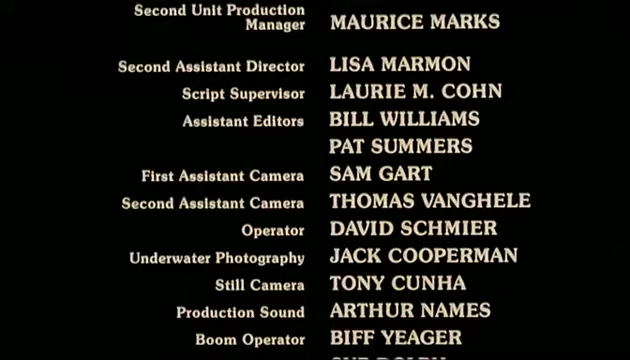 Second Unit Production
Manager MAURICE MARKS
Second Assistant Director LISA MARMON
Script Supervisor LAURIE M. COHN
Assistant Editors BILL WILLIAMS
PAT SUMMERS
First Assistant Camera SAM GART
Second Assistant Camera THOMAS VANGHELE
Operator DAVID SCHMIER
Underwater Photography JACK COOPERMAN
Still Camera TONY CUNHA
Production Sound ARTHUR NAMES
Boom Operator BIFF YEAGER